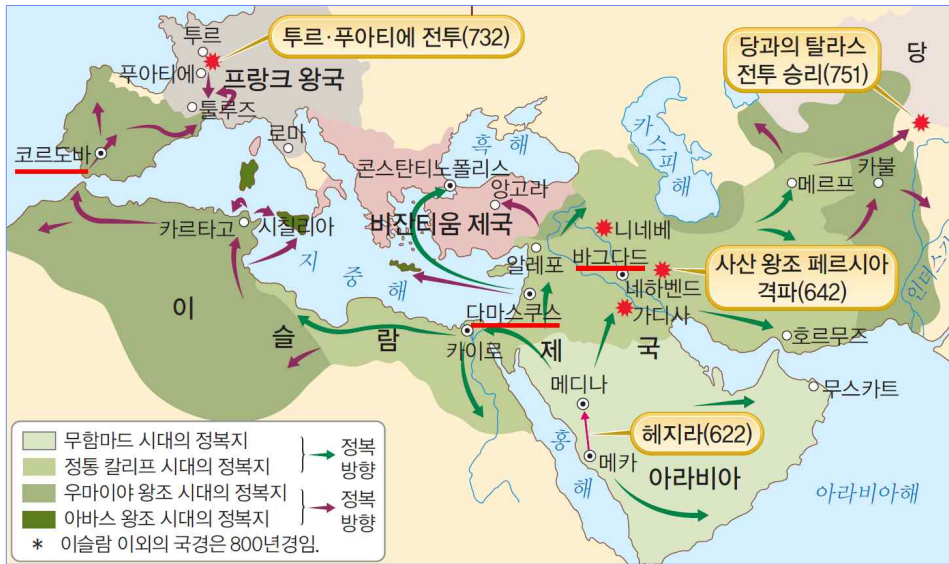 투르
투르·푸아티에 전투(732)
당과의 탈라스
전투 승리(751)
당
푸아티에
프랑크 왕국
툴루즈
로마
흑해
카스피해
코르도바
콘스탄티노폴리스
앙고라
메르프
카불
카르타고
시칠리아
비잔티움 제국
니네베
알레포
바그다드
사산 왕조 페르시아
격파(642)
지중해
네하벤드
인더스
다마스쿠스
가디샤
이슬람 제국
카이로
호르무즈
메디나
무스카트
홍해
헤지라(622)
메카
아라비아
아라비아해
무함마드 시대의 정복지
정통 칼리프 시대의 정복지
정복
방향
우마이야 왕조 시대의 정복지
아바스 왕조 시대의 정복지
정복
방향
* 이슬람 이외의 국경은 800년경임.